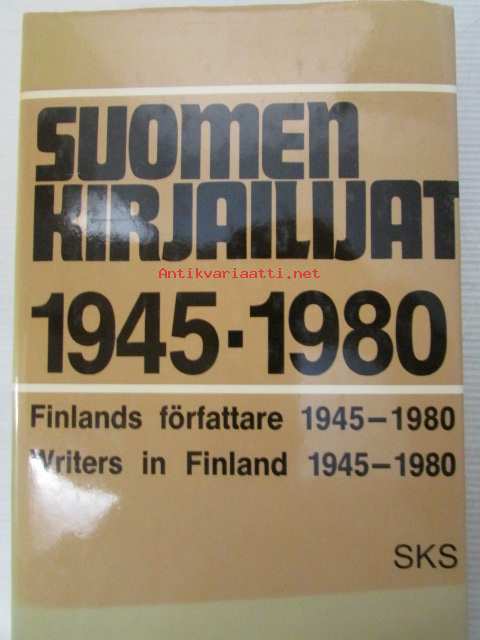 SUOMEN
KIRJAILIJAT
Antikvariaatti.net
1945·1980
Finlands författare 1945–1980
Writers in Finland 1945–1980
SKS